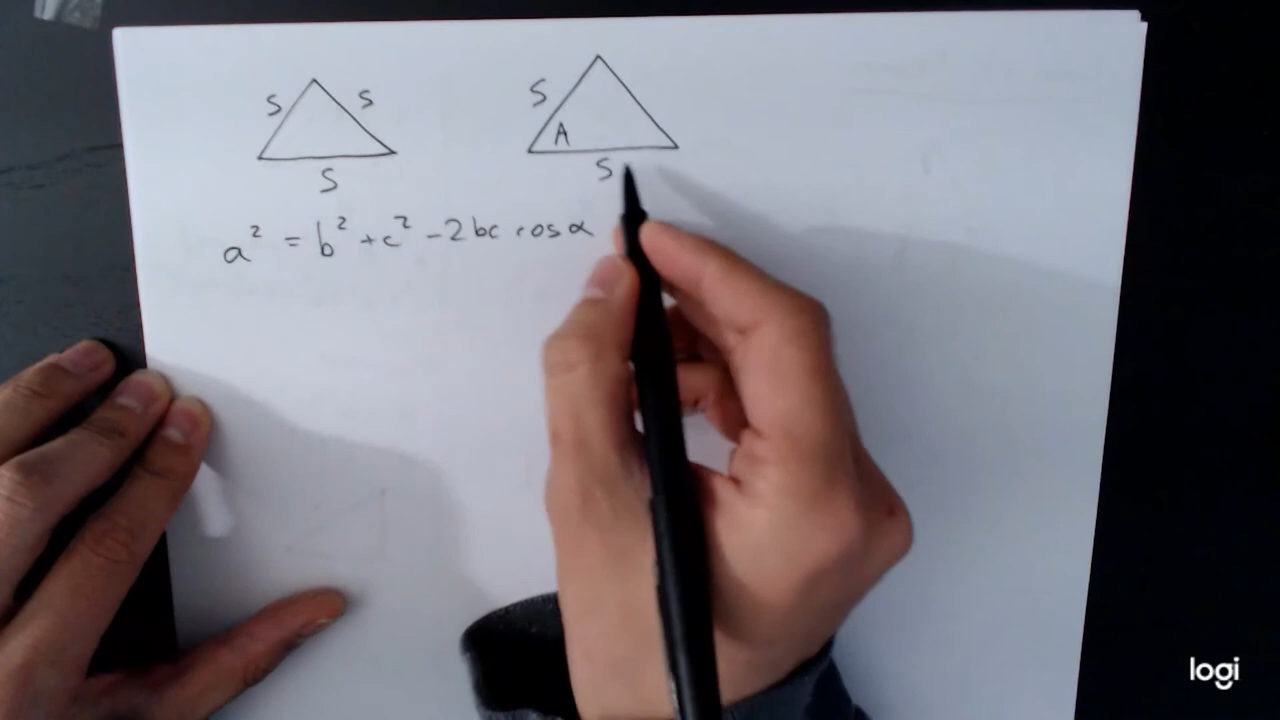 S S S
S A S
a² = b² + c² - 2bc cos α
logi